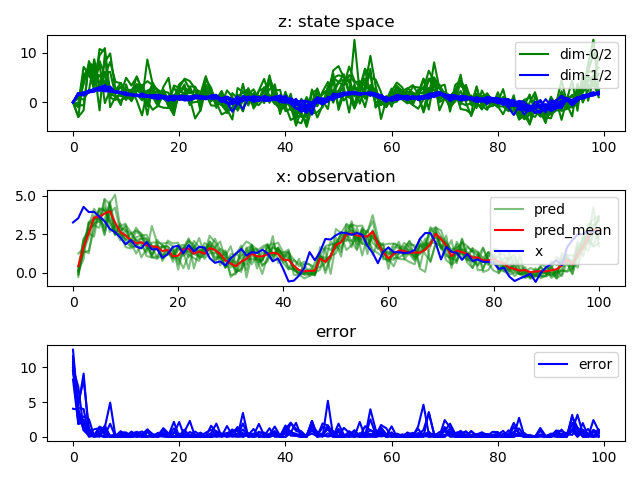 z: state space
10
0
dim-0/2
dim-1/2
0 20 40 60 80 100
x: observation
5.0
2.5
0.0
pred
pred_mean
x
0 20 40 60 80 100
error
10
5
0
error
0 20 40 60 80 100